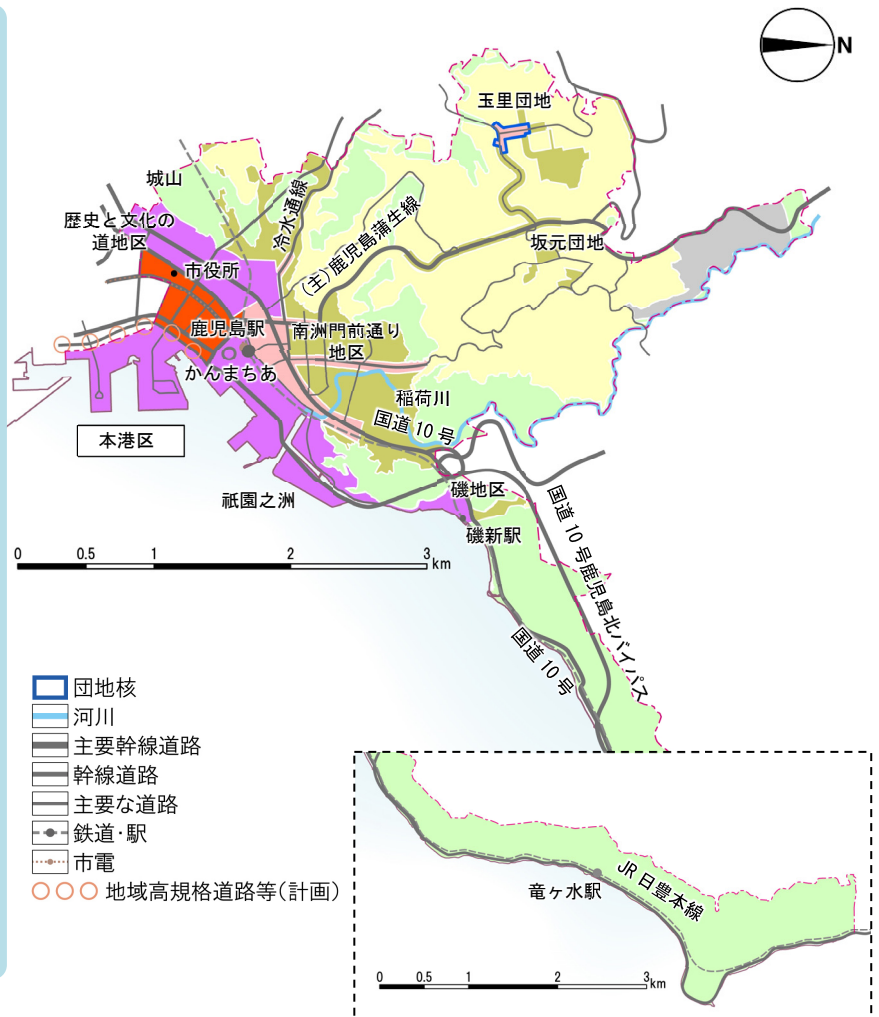 N
玉里団地
城山
冷水通線
歴史と文化の
道地区
(主)鹿児島蒲生線
坂元団地
市役所
鹿児島駅
南洲門前通り
地区
かんまちあ
稲荷川
国道10号
本港区
磯地区
祇園之洲
国道10号鹿児島北バイパス
磯新駅
0 0.5 1 2 3 km
国道10号
団地核
河川
主要幹線道路
幹線道路
主要な道路
鉄道・駅
市電
地域高規格道路等(計画)
JR日豊本線
竜ヶ水駅
0 0.5 1 2 3 km